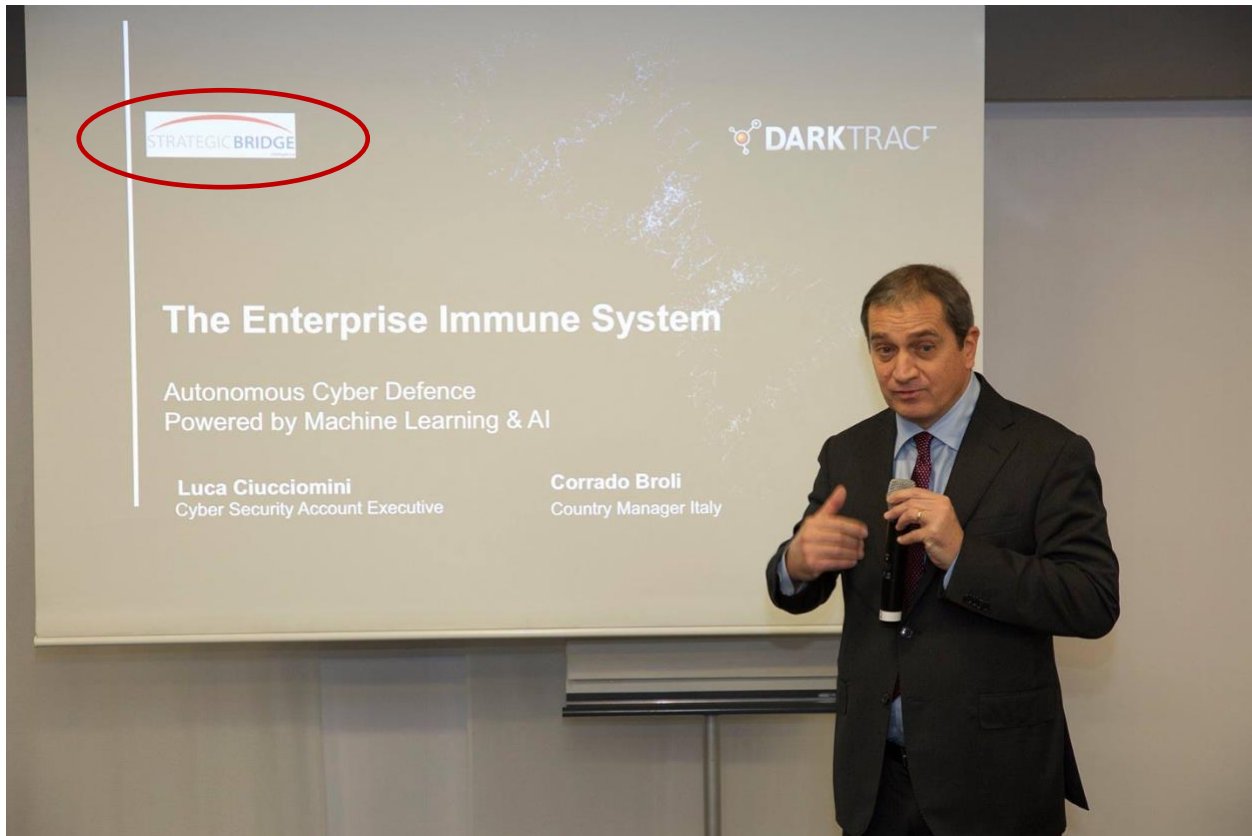 STRATEGICBRIDGE
DARKTRAC
The Enterprise Immune System
Autonomous Cyber Defence
Powered by Machine Learning & AI
Luca Ciucciomini
Cyber Security Account Executive
Corrado Broli
Country Manager Italy